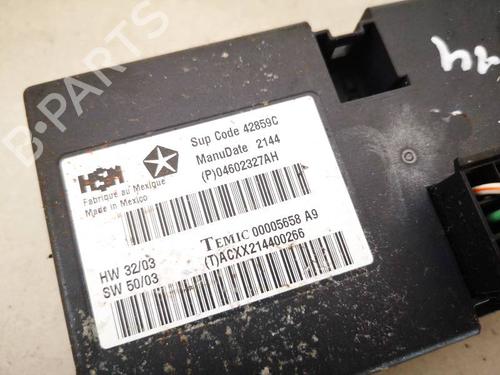 B-PARTS
Sup Code 42859C
ManuDate 2144
(P)04602327AH
Fabriqué au Mexique
Made in Mexico
TEMIC 00005658 A9
(T)ACXX214400266
HW 32/03
SW 50/03